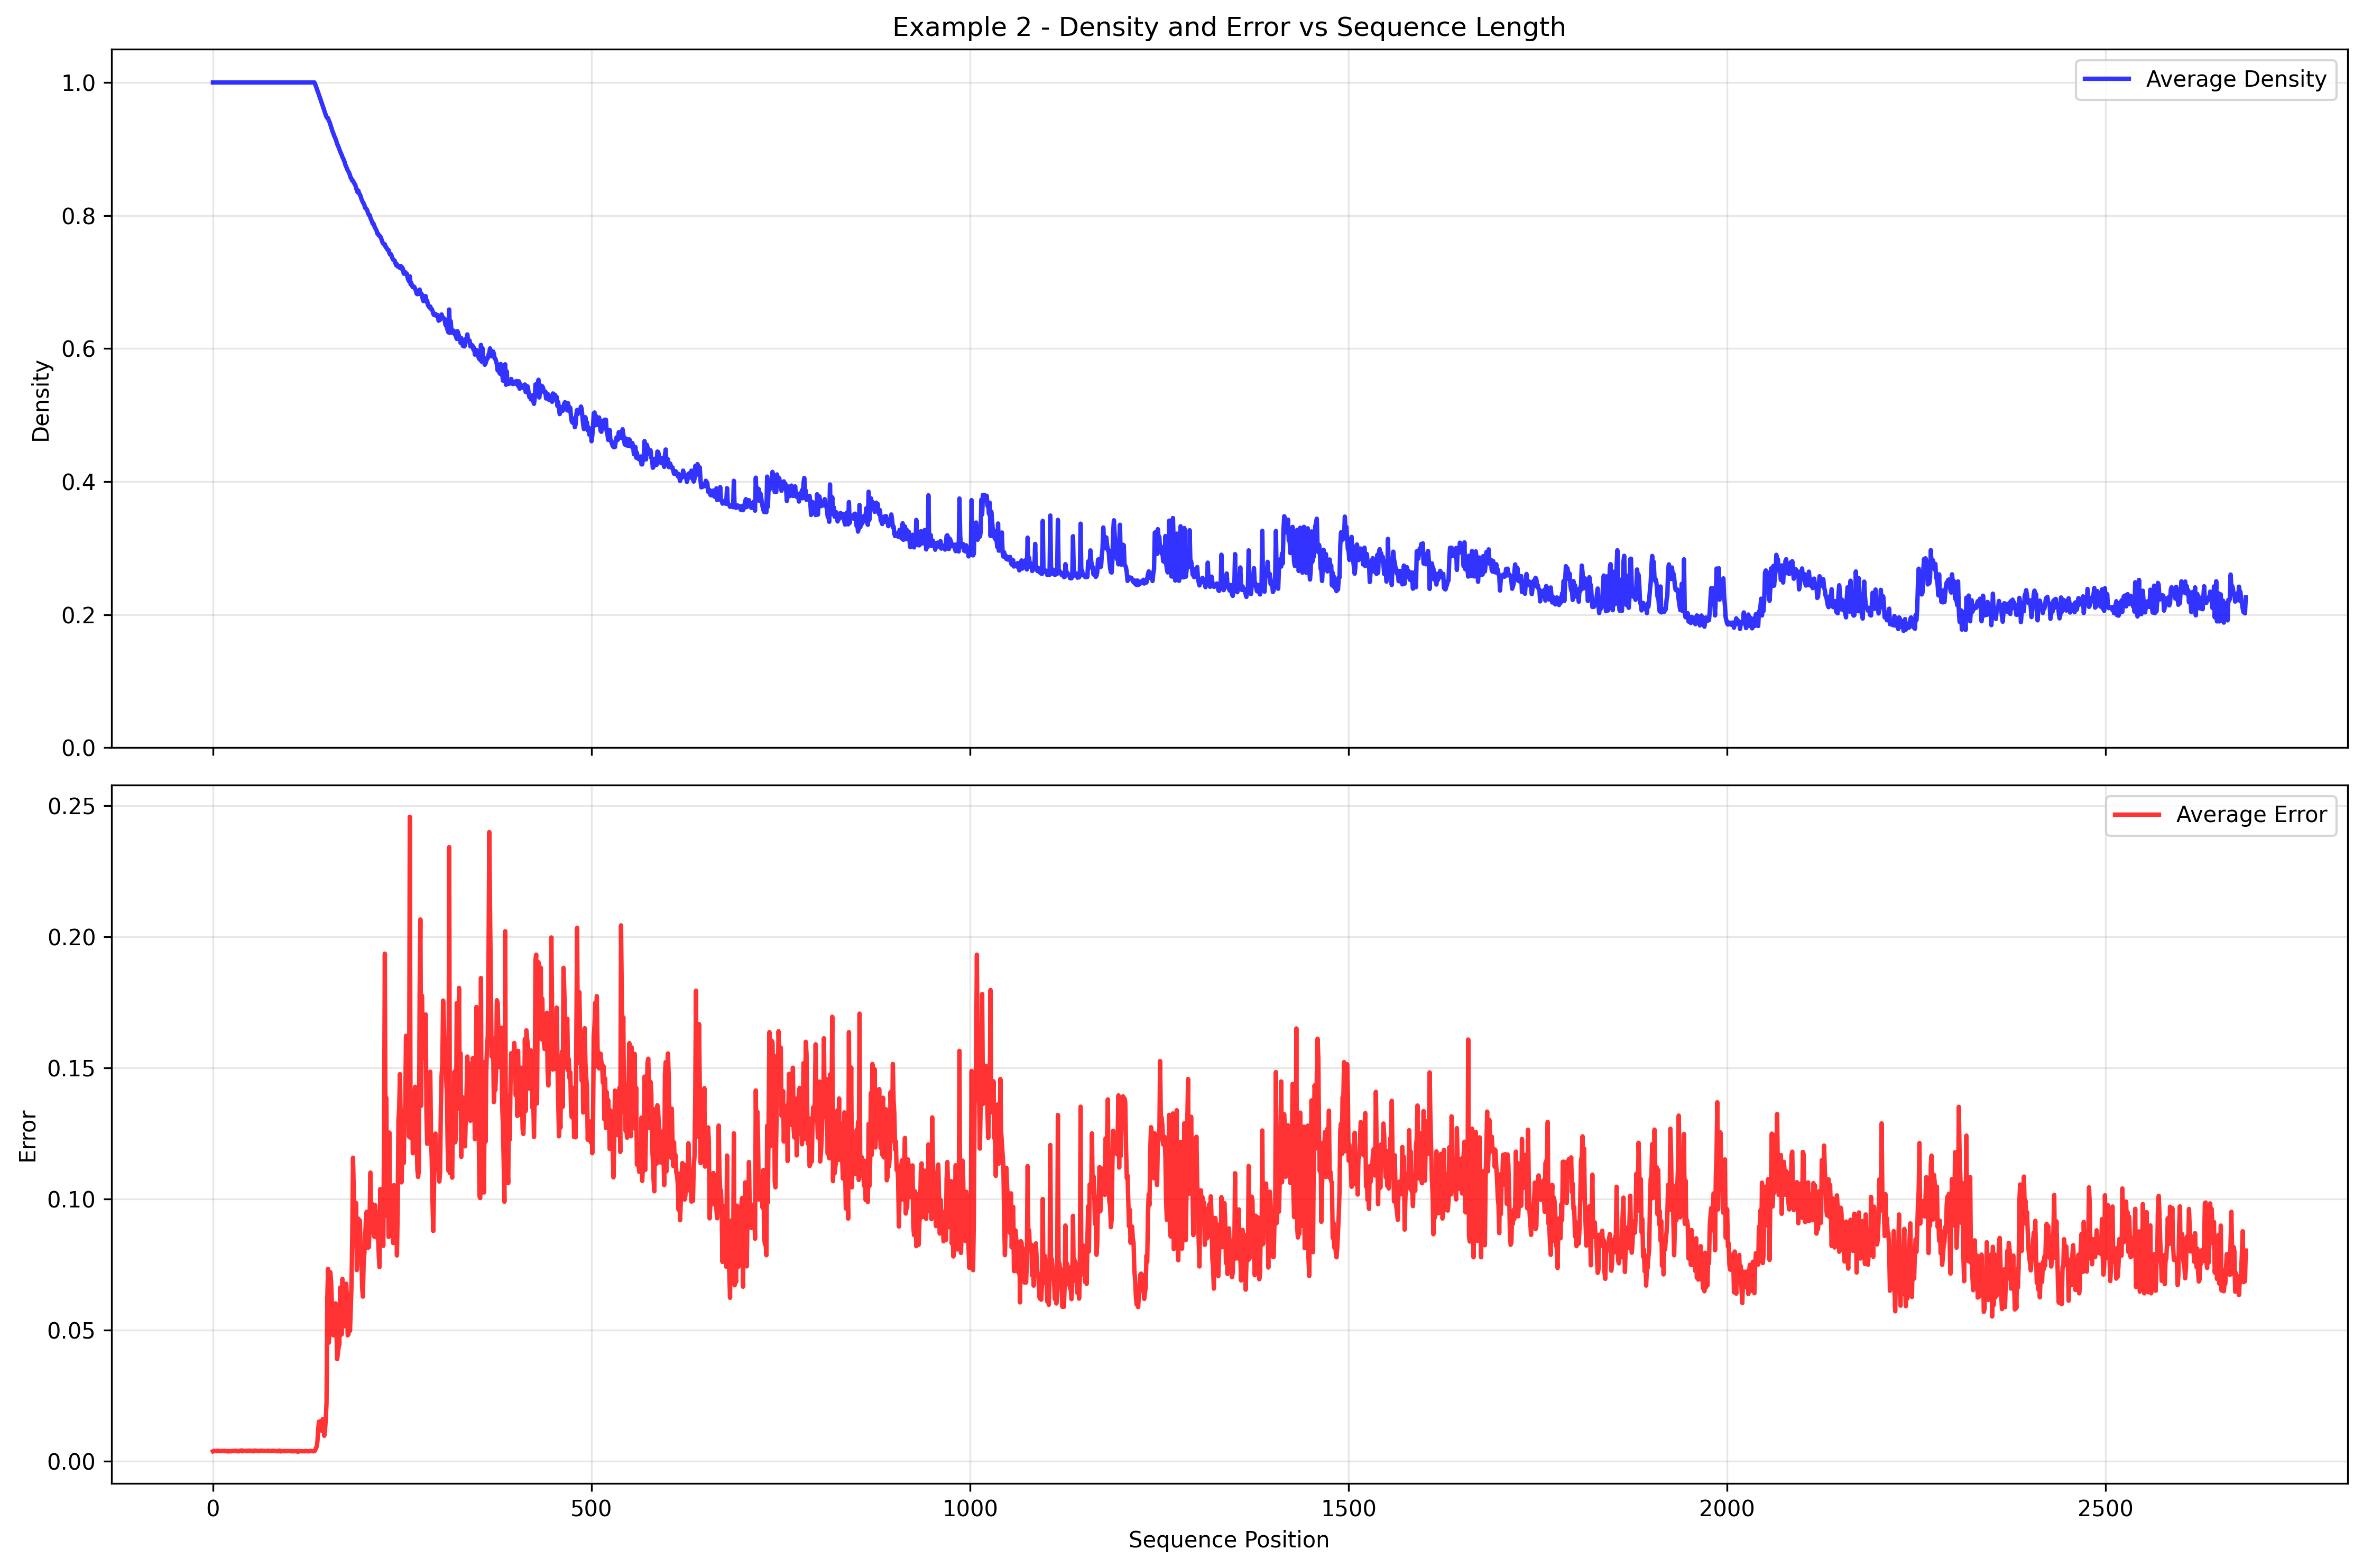 Example 2 - Density and Error vs Sequence Length
Average Density
1.0
0.8
0.6
0.4
0.2
0.0
Density
Average Error
0.25
0.20
0.15
0.10
0.05
0.00
Error
0 500 1000 1500 2000 2500
Sequence Position